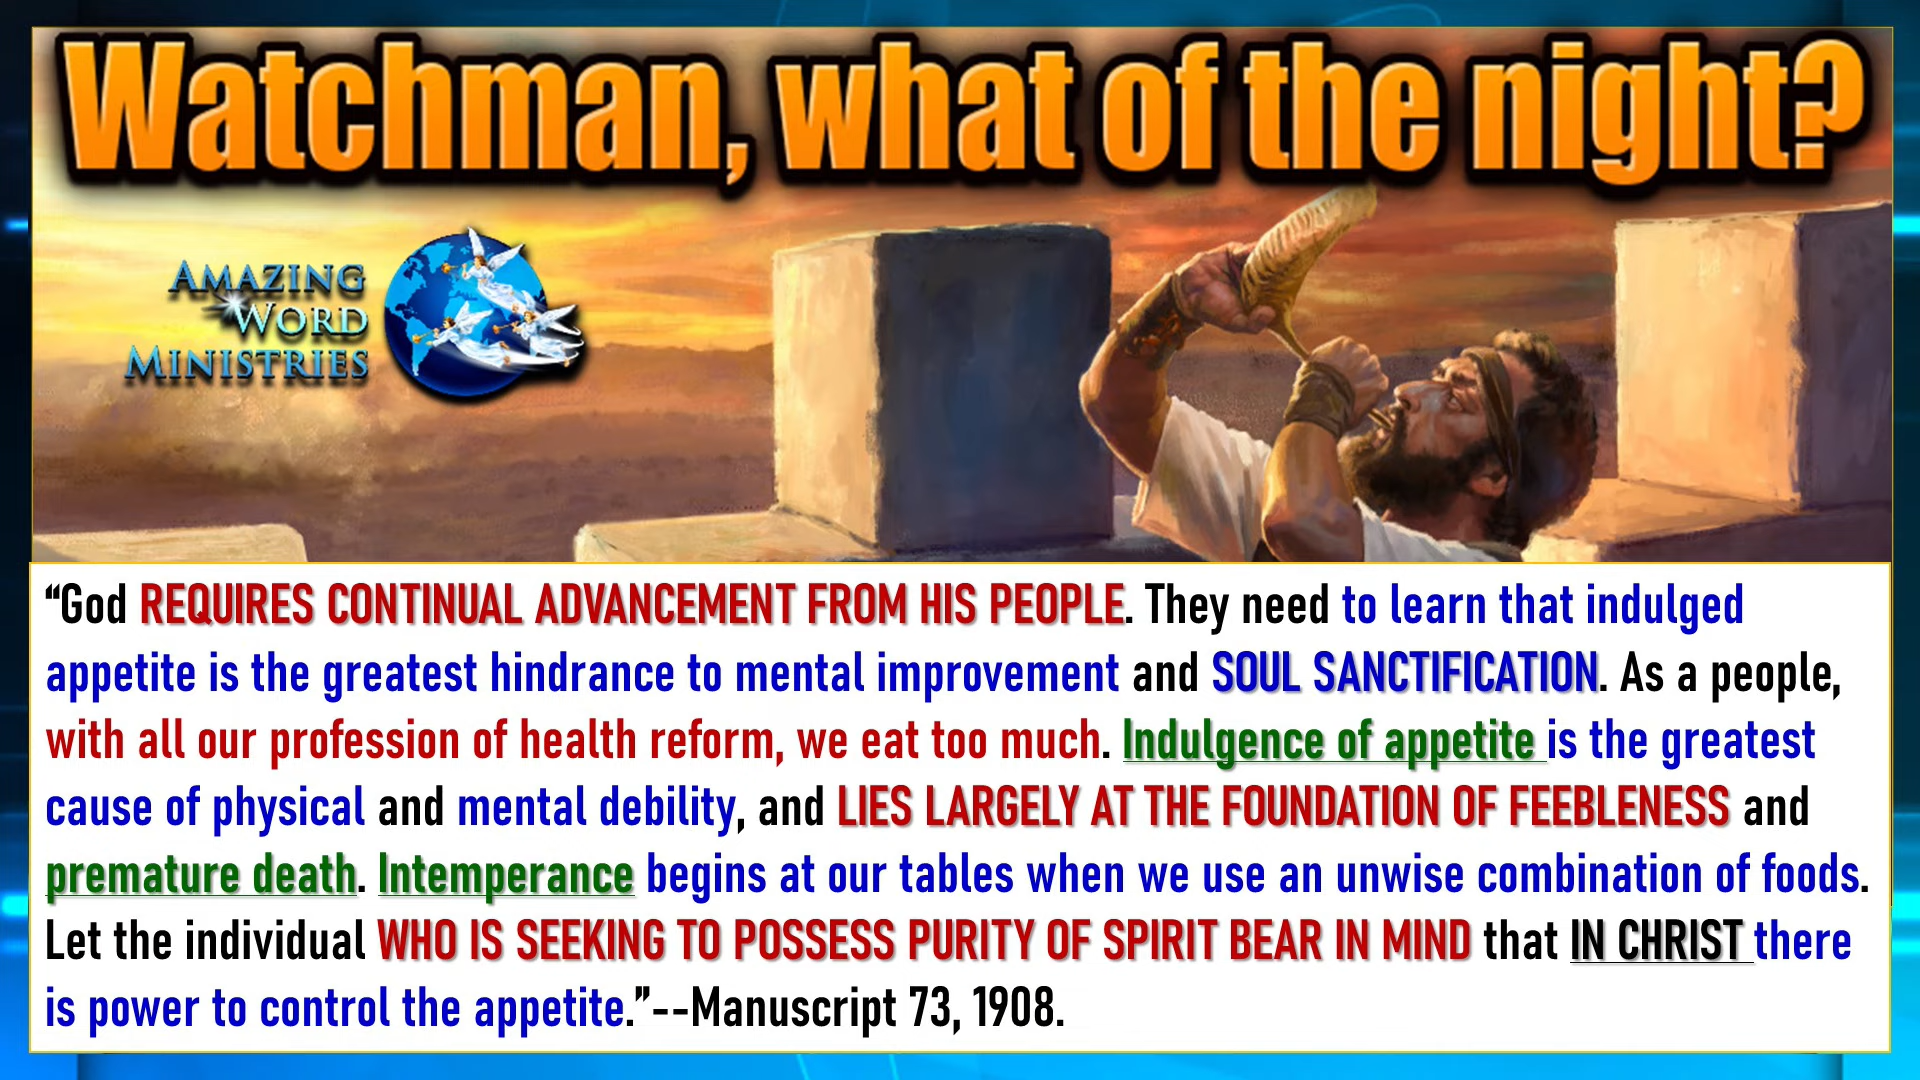 Watchman, what of the night?
AMAZING
WORD
MINISTRIES
“God REQUIRES CONTINUAL ADVANCEMENT FROM HIS PEOPLE. They need to learn that indulged
appetite is the greatest hindrance to mental improvement and SOUL SANCTIFICATION. As a people,
with all our profession of health reform, we eat too much. Indulgence of appetite is the greatest
cause of physical and mental debility, and LIES LARGELY AT THE FOUNDATION OF FEEBLENESS and
premature death. Intemperance begins at our tables when we use an unwise combination of foods.
Let the individual WHO IS SEEKING TO POSSESS PURITY OF SPIRIT BEAR IN MIND that IN CHRIST there
is power to control the appetite.”--Manuscript 73, 1908.